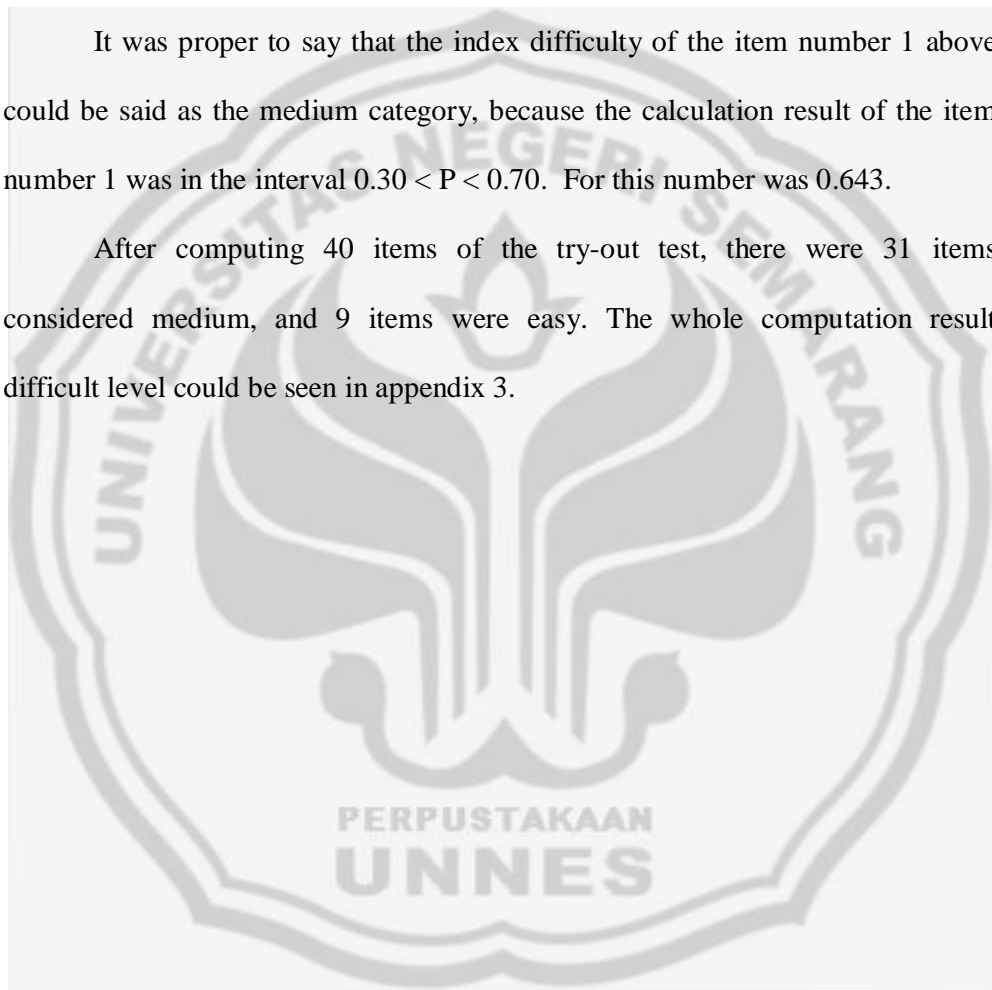 It was proper to say that the index difficulty of the item number 1 above
could be said as the medium category, because the calculation result of the item
number 1 was in the interval 0.30 < P < 0.70.  For this number was 0.643.
After computing 40 items of the try-out test, there were 31 items
considered medium, and 9 items were easy. The whole computation result
difficult level could be seen in appendix 3.
UNIVERSITAS NEGERI SEMARANG
PERPUSTAKAAN
UNNES